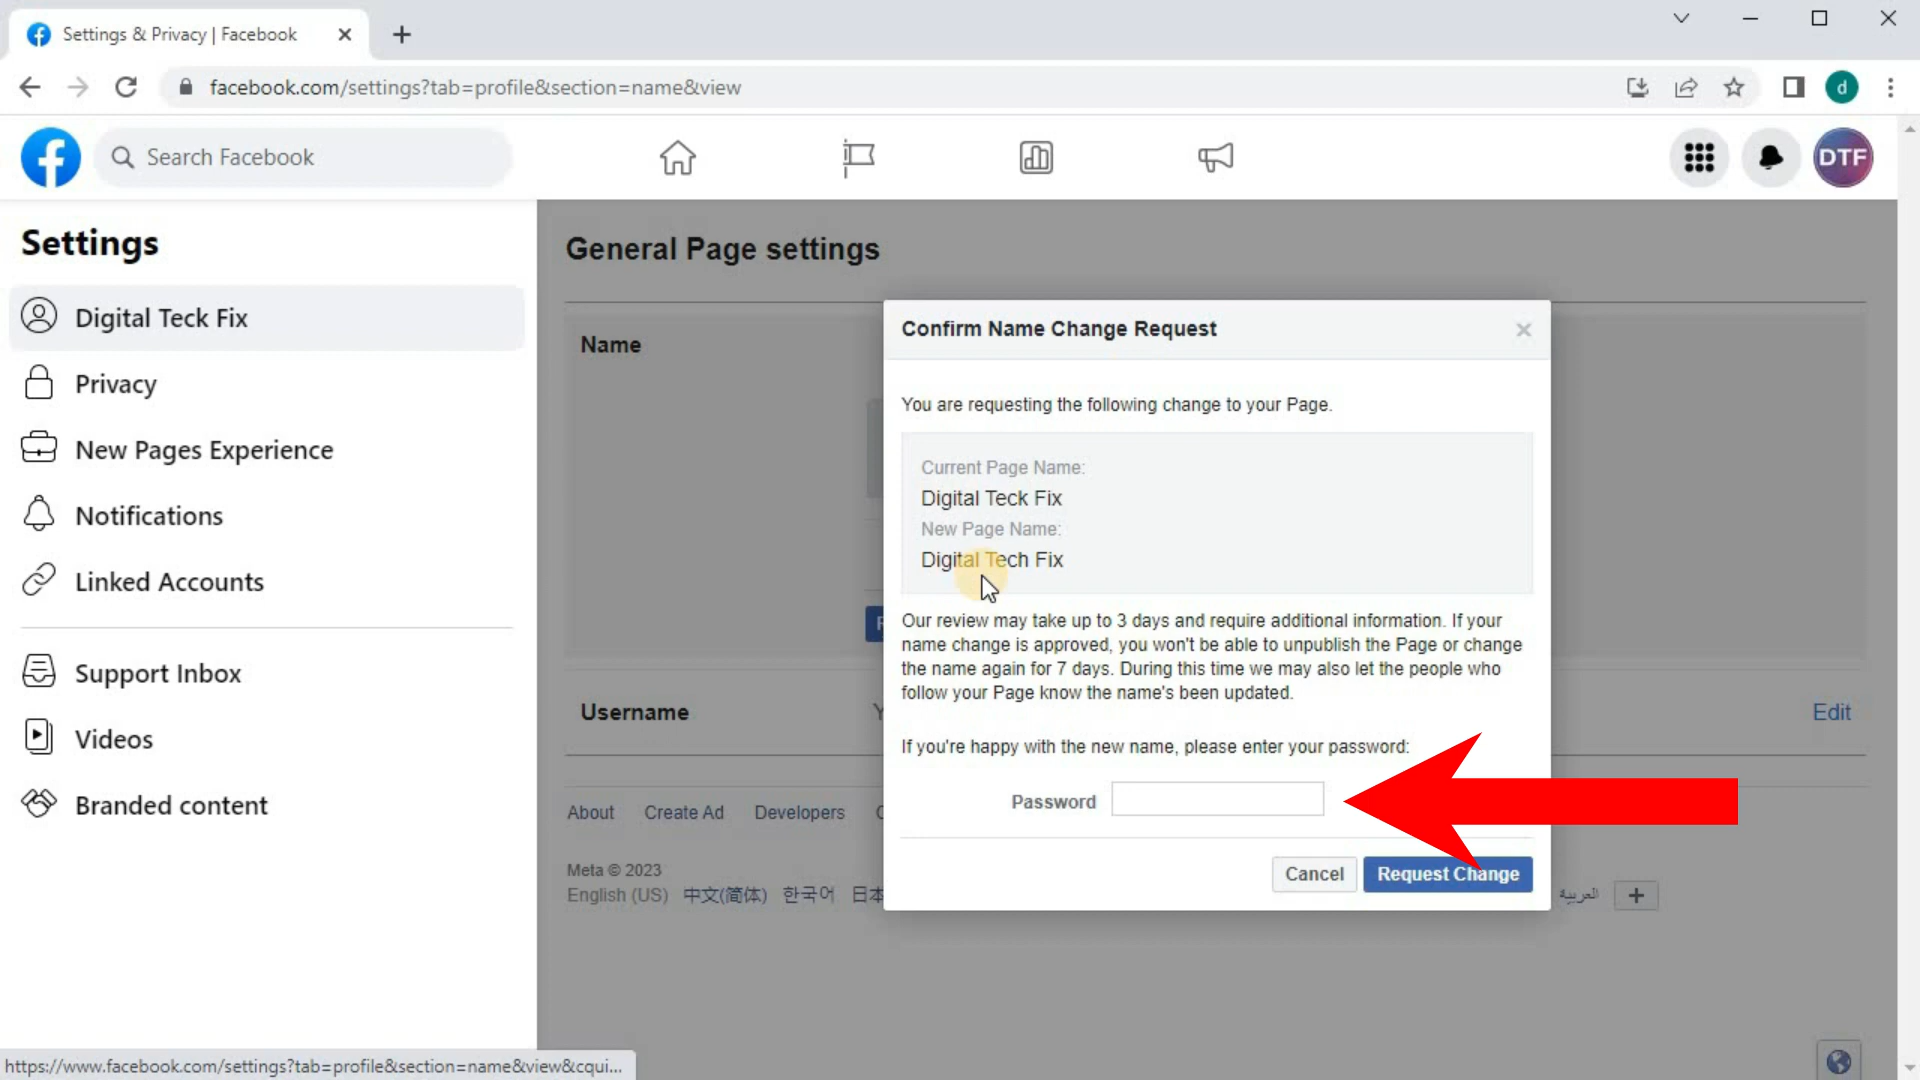 Settings & Privacy | Facebook
facebook.com/settings?tab=profile&section=name&view
d
Search Facebook
DTF
Settings
Digital Teck Fix
Privacy
New Pages Experience
Notifications
Linked Accounts
Support Inbox
Videos
Branded content
General Page settings
Name
Confirm Name Change Request
You are requesting the following change to your Page.
Current Page Name:
Digital Teck Fix
New Page Name:
Digital Tech Fix
Our review may take up to 3 days and require additional information. If your
name change is approved, you won't be able to unpublish the Page or change
the name again for 7 days. During this time we may also let the people who
follow your Page know the name's been updated.
If you're happy with the new name, please enter your password:
Password
Cancel Request Change
Username Edit
About Create Ad Developers
Meta © 2023
English (US) 中文(简体) 한국어 日本 العربية
https://www.facebook.com/settings?tab=profile&section=name&view&cqui...